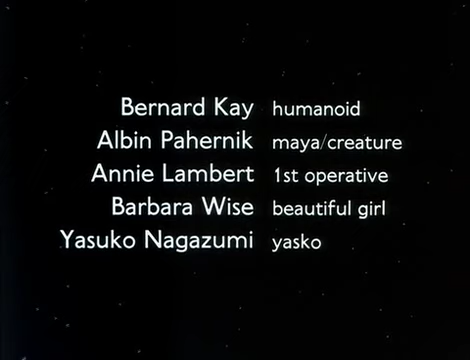 Bernard Kay humanoid
Albin Pahernik maya/creature
Annie Lambert 1st operative
Barbara Wise beautiful girl
Yasuko Nagazumi yasko